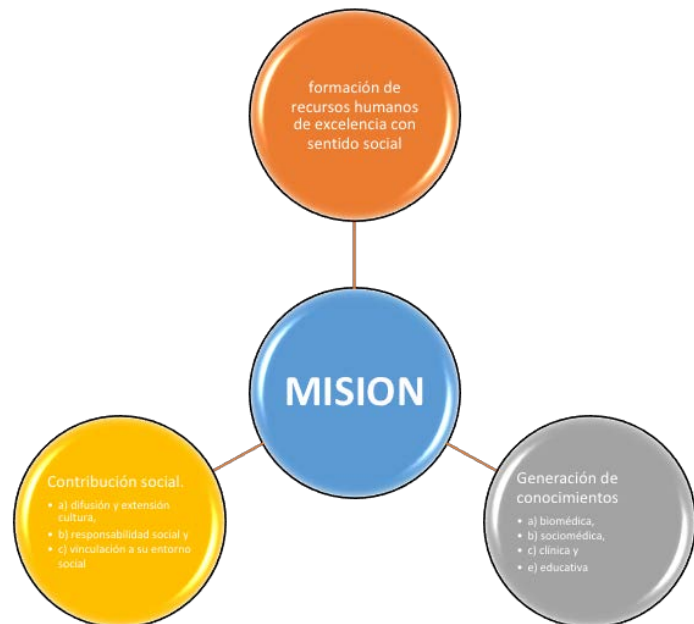 formación de
recursos humanos
de excelencia con
sentido social
MISION
Contribución social.
• a) difusión y extensión
cultura,
• b) responsabilidad social y
• c) vinculación a su entorno
social
Generación de
conocimientos
• a) biomédica,
• b) sociomédica,
• c) clínica y
• e) educativa